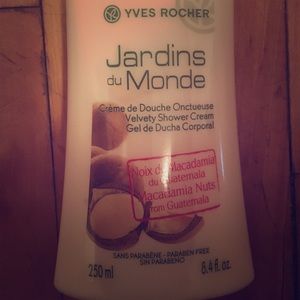 YVES ROCHER
Jardins
du Monde
Crème de Douche Onctueuse
Velvety Shower Cream
Gel de Ducha Corporal
Noix de Macadamia
du Guatemala
Macadamia Nuts
from Guatemala
SANS PARABÈNE - PARABEN FREE
SIN PARABENO
250 ml 8.4 fl. oz.